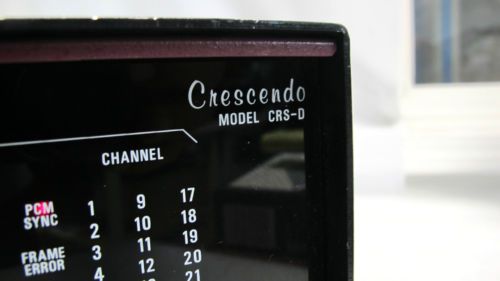 Crescendo
MODEL CRS-D
CHANNEL
PCM SYNC 1 9 17
2 10 18
FRAME ERROR 3 11 19
4 12 20
21